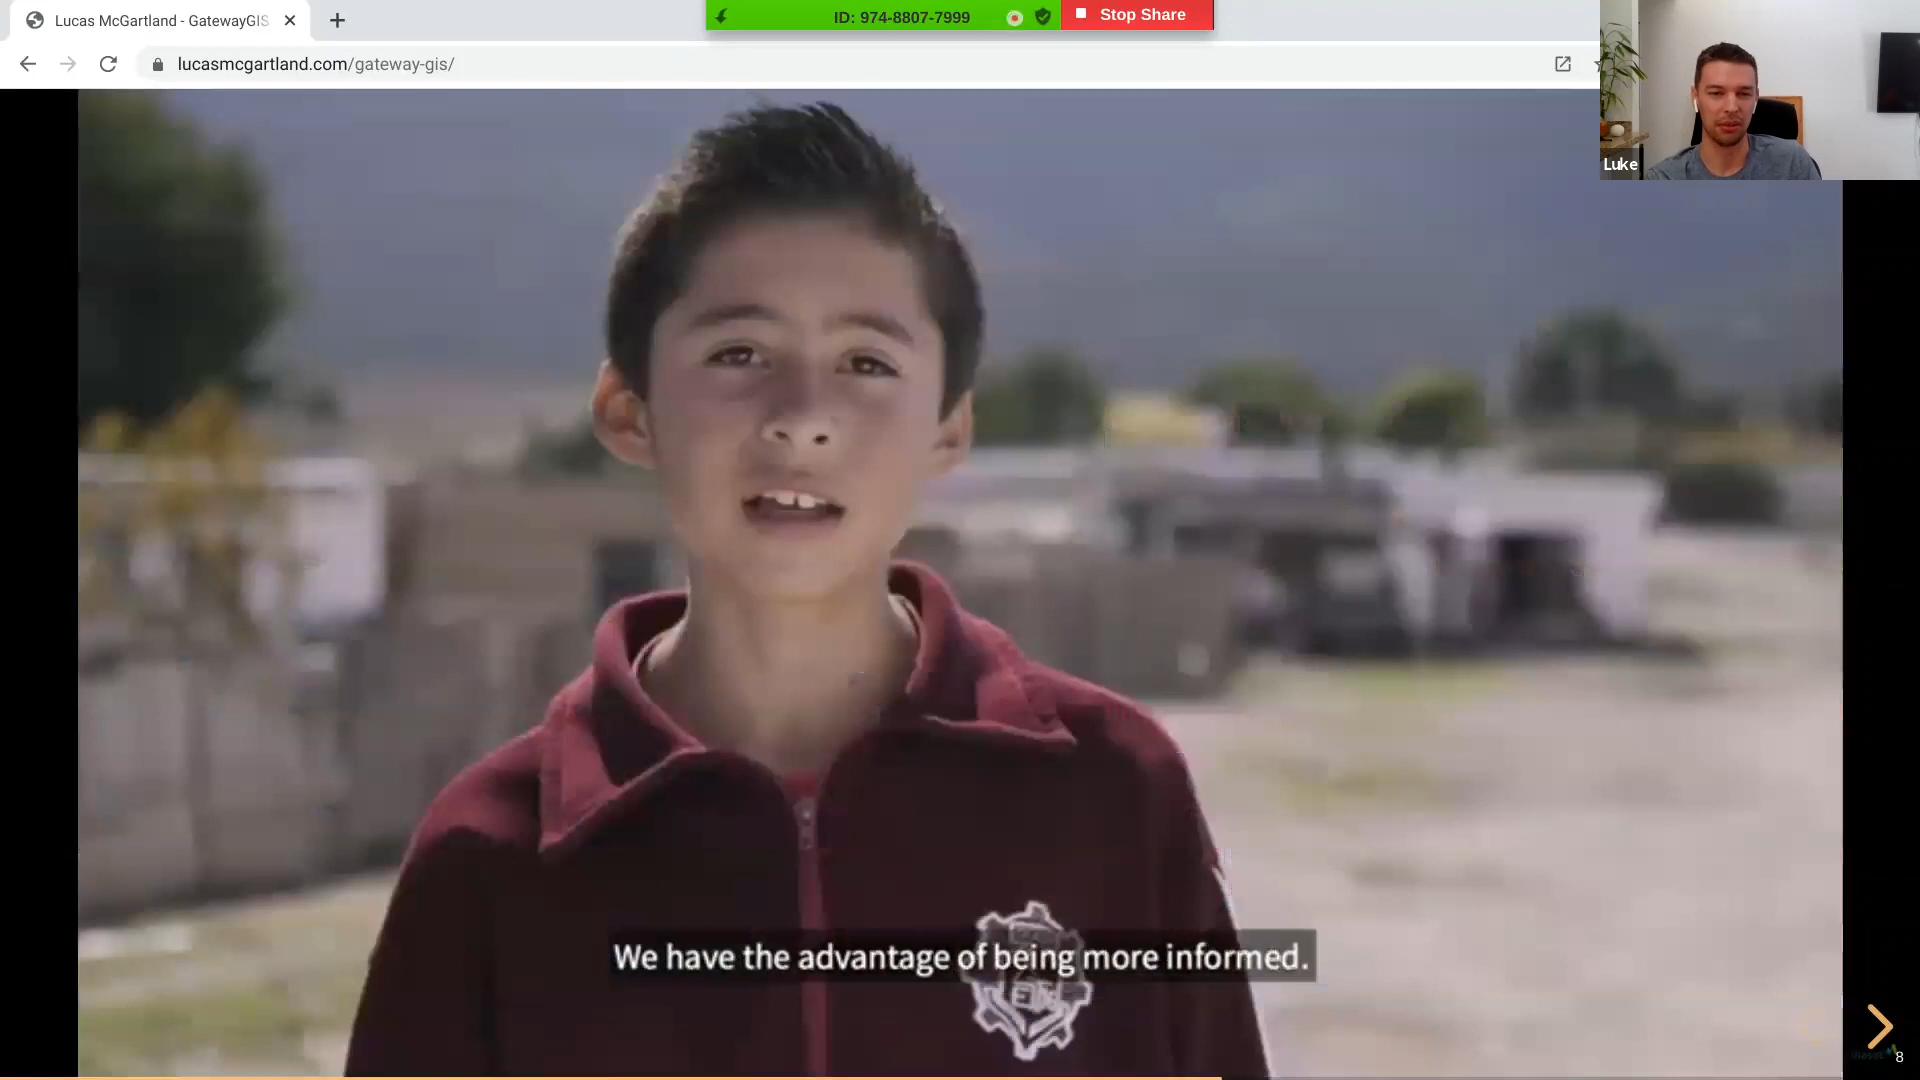 Lucas McGartland - GatewayGIS
ID: 974-8807-7999
Stop Share
lucasmcgartland.com/gateway-gis/
Luke
We have the advantage of being more informed.
8